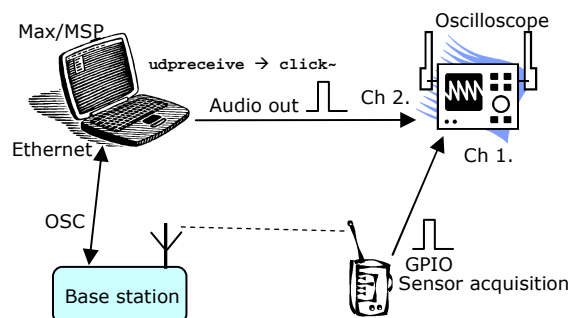 Max/MSP
Oscilloscope
udpreceive → click~
Audio out
Ch 2.
Ethernet
Ch 1.
OSC
GPIO
Sensor acquisition
Base station